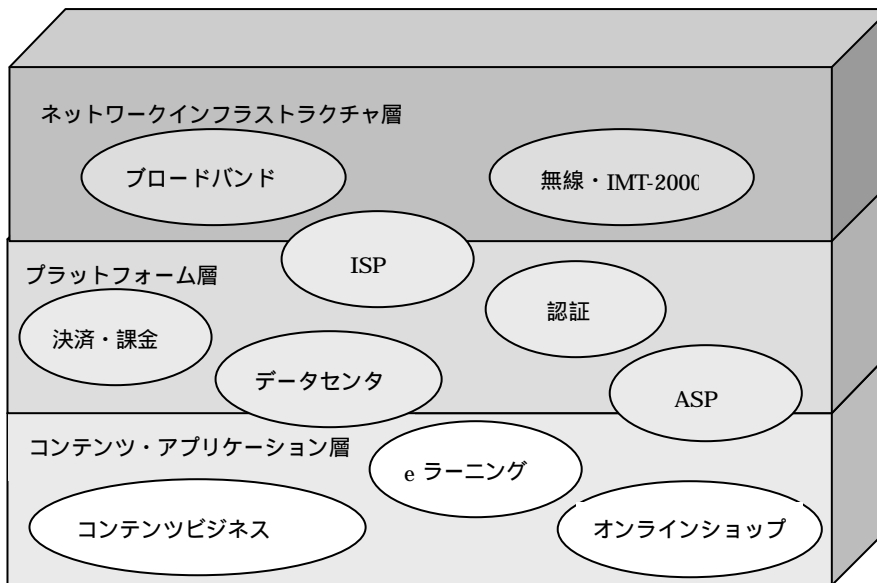 ネットワークインフラストラクチャ層
ブロードバンド
無線・IMT-2000
ISP
プラットフォーム層
認証
決済・課金
データセンタ
ASP
コンテンツ・アプリケーション層
e ラーニング
コンテンツビジネス
オンラインショップ